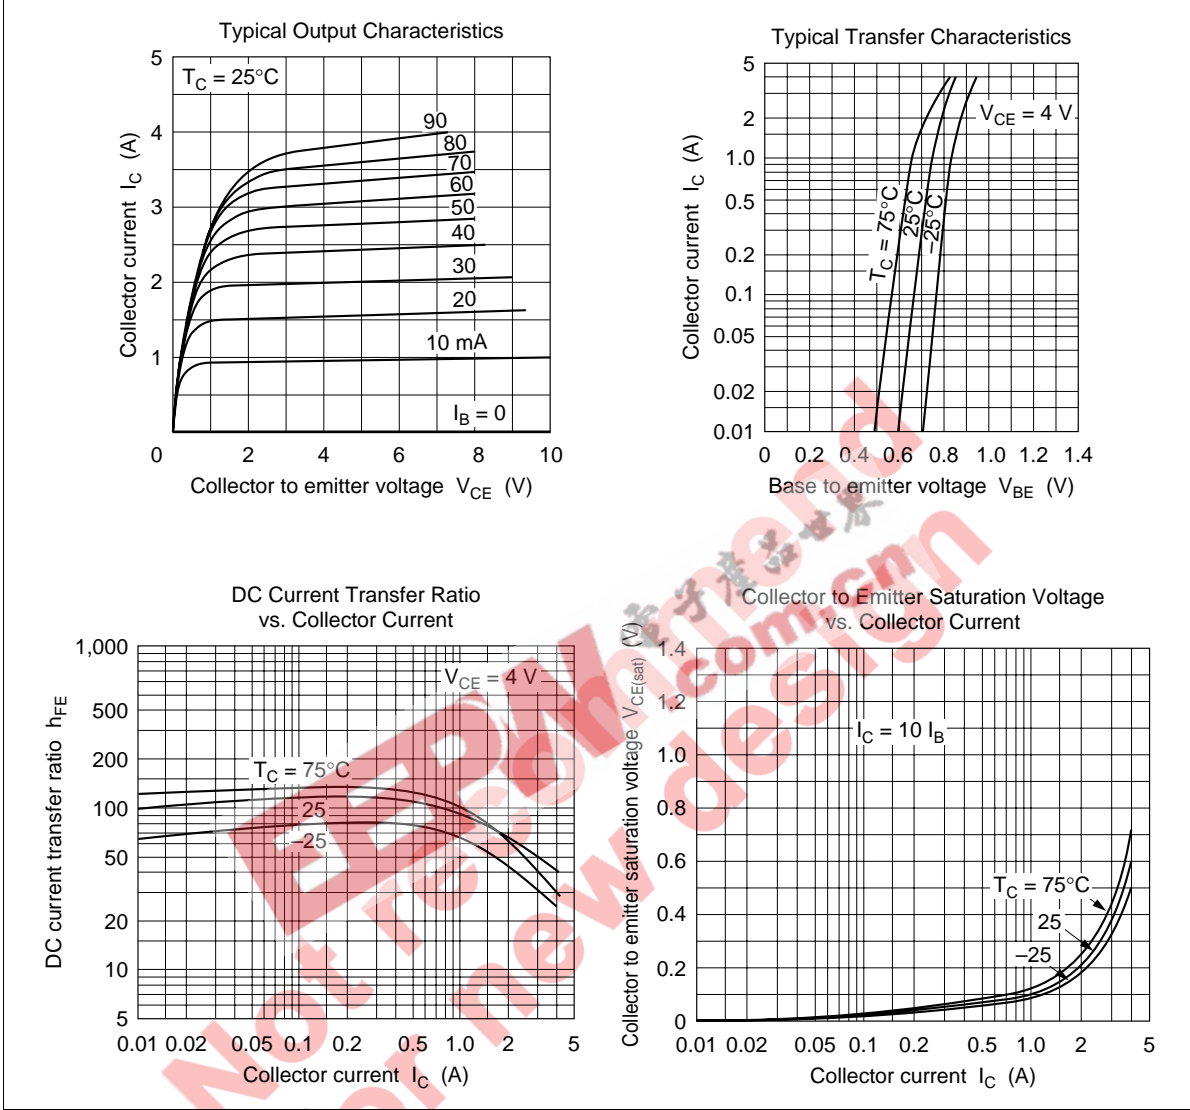 Typical Output Characteristics
5
4
3
2
1
0
TC = 25°C
90
80
70
60
50
40
30
20
10 mA
IB = 0
2
4
6
8
10
Collector current IC (A)
Collector to emitter voltage VCE (V)
Typical Transfer Characteristics
5
2
1.0
0.5
0.2
0.1
0.05
0.02
0.01
VCE = 4 V
TC = 75°C
25°C
–25°C
0 0.2 0.4 0.6 0.8 1.0 1.2 1.4
Collector current IC (A)
Base to emitter voltage VBE (V)
DC Current Transfer Ratio
vs. Collector Current
1,000
500
200
100
50
20
10
5
VCE = 4 V
TC = 75°C
25
–25
0.01 0.02 0.05 0.1 0.2 0.5 1.0 2 5
DC current transfer ratio hFE
Collector current IC (A)
Collector to Emitter Saturation Voltage
vs. Collector Current
1.4
1.2
1.0
0.8
0.6
0.4
0.2
0
IC = 10 IB
TC = 75°C
25
–25
0.01 0.02 0.05 0.1 0.2 0.5 1.0 2 5
Collector to emitter saturation voltage VCE(sat) (V)
Collector current IC (A)
EEPW
电子产品世界
.com.cn
Not recommend
for new design